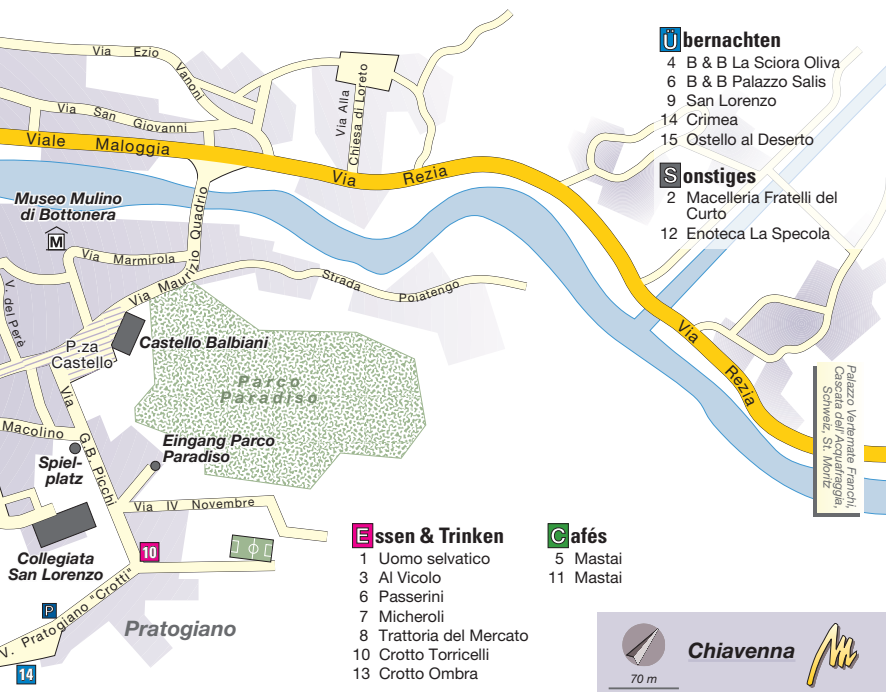 Via Ezio Vanoni
Via San Giovanni
Viale Maloggia
Via Alla
Chiesa di Loreto
Via Rezia
Museo Mulino
di Bottonera
M
Via Marmirola
Via Maurizio Quadrio
Strada Poiatengo
V. del Perè
P.za
Castello
Castello Balbiani
Parco
Paradiso
Via Rezia
Palazzo Vertemate Franchi,
Cascata dell'Acquafraggia,
Schweiz, St. Moritz
Via G.B. Picchi
Macolino
Spiel-
platz
Eingang Parco
Paradiso
Via IV Novembre
Collegiata
San Lorenzo
10
P
V. Pratogiano "Crotti"
Pratogiano
14
Übernachten
4 B & B La Sciora Oliva
6 B & B Palazzo Salis
9 San Lorenzo
14 Crimea
15 Ostello al Deserto
Sonstiges
2 Macelleria Fratelli del
Curto
12 Enoteca La Specola
Essen & Trinken
1 Uomo selvatico
3 Al Vicolo
6 Passerini
7 Micheroli
8 Trattoria del Mercato
10 Crotto Torricelli
13 Crotto Ombra
Cafés
5 Mastai
11 Mastai
70 m
Chiavenna